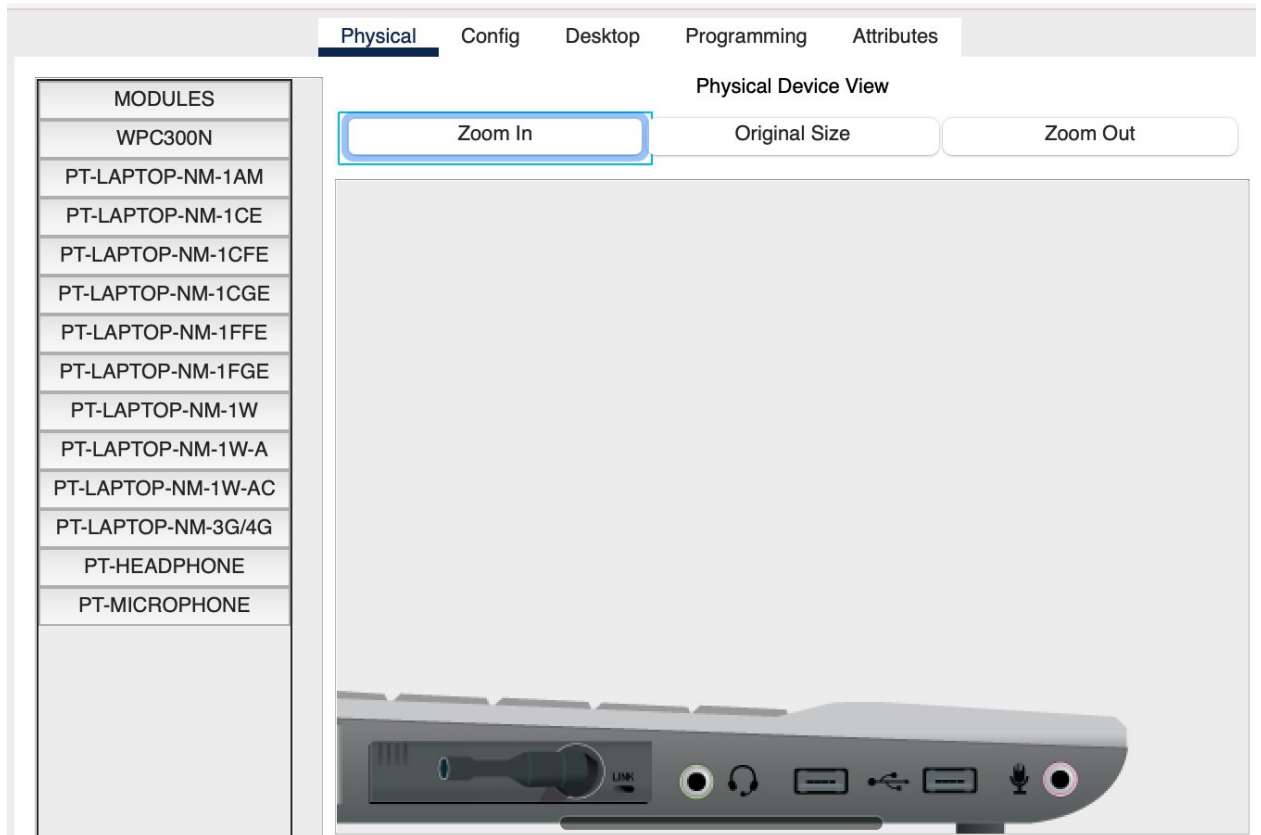 Physical Config Desktop Programming Attributes
MODULES
WPC300N
PT-LAPTOP-NM-1AM
PT-LAPTOP-NM-1CE
PT-LAPTOP-NM-1CFE
PT-LAPTOP-NM-1CGE
PT-LAPTOP-NM-1FFE
PT-LAPTOP-NM-1FGE
PT-LAPTOP-NM-1W
PT-LAPTOP-NM-1W-A
PT-LAPTOP-NM-1W-AC
PT-LAPTOP-NM-3G/4G
PT-HEADPHONE
PT-MICROPHONE
Physical Device View
Zoom In Original Size Zoom Out
LINK